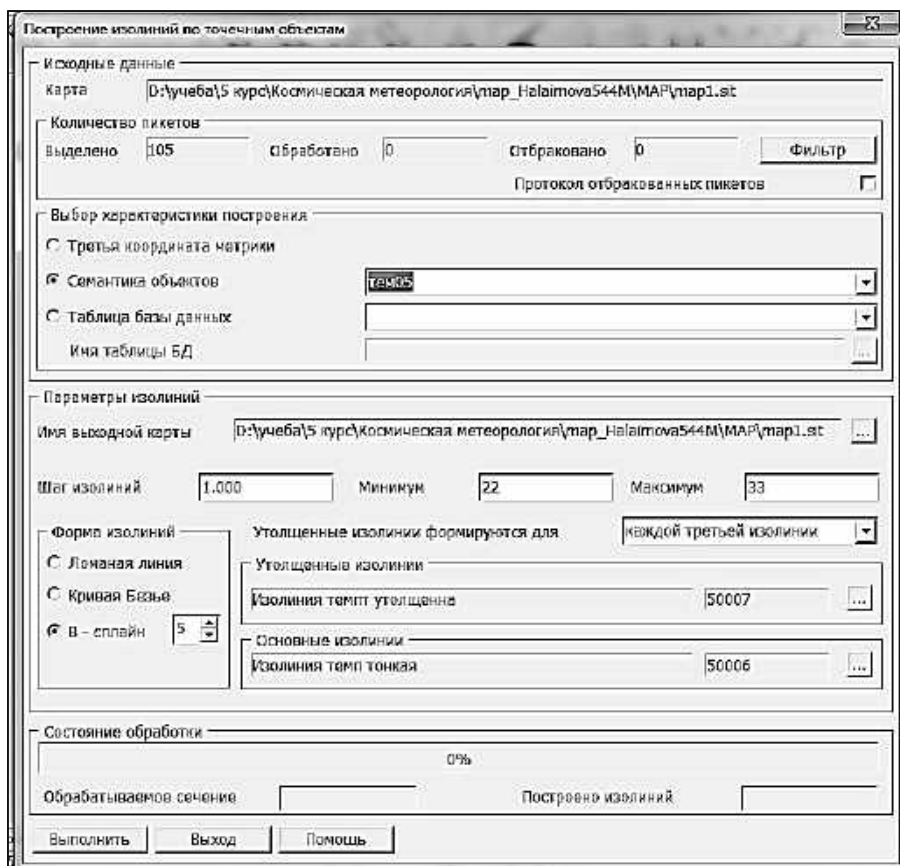 Построение изолиний по точечным объектам
Исходные данные
Карта D:\учеба\5 курс\Космическая метеорология\map_Halaimova544M\MAP\map1.sit
Количество пикетов
Выделено 105 Обработано 0 Отбраковано 0 Фильтр
Протокол отбракованных пикетов
Выбор характеристики построения
Третья координата метрики
Семантика объектов тем05
Таблица базы данных
Имя таблицы БД ...
Параметры изолиний
Имя выходной карты D:\учеба\5 курс\Космическая метеорология\map_Halaimova544M\MAP\map1.sit ...
Шаг изолиний 1.000 Минимум 22 Максимум 33
Форма изолиний Утолщенные изолинии формируются для каждой третьей изолинии
Ломаная линия
Утолщенные изолинии
Кривая Безье Изолиния темпт утолщенна 50007 ...
B - сплайн 5
Основные изолинии
Изолиния темп тонкая 50006 ...
Состояние обработки
0%
Обрабатываемое сечение Построено изолиний
Выполнить Выход Помощь